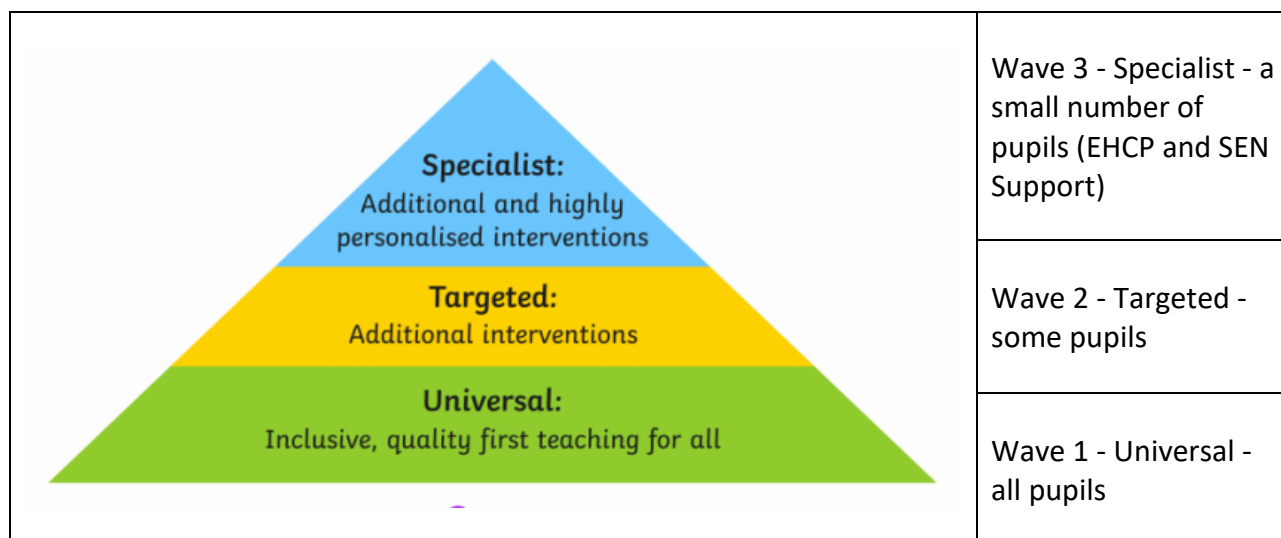 Specialist:
Additional and highly
personalised interventions
Targeted:
Additional interventions
Universal:
Inclusive, quality first teaching for all
Wave 3 - Specialist - a
small number of
pupils (EHCP and SEN
Support)
Wave 2 - Targeted -
some pupils
Wave 1 - Universal -
all pupils